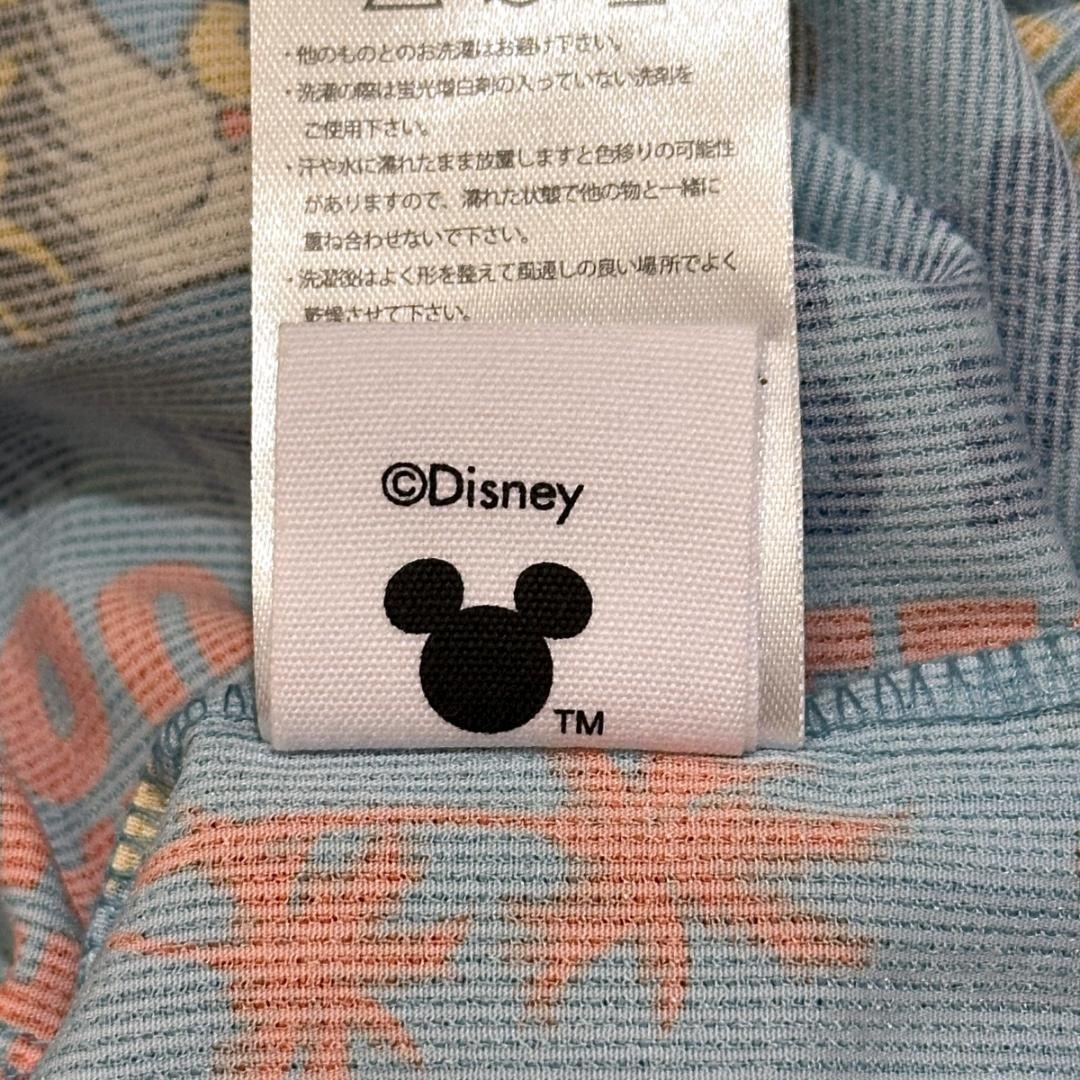 ・他のものとのお洗濯はお避け下さい。
・洗濯の際は蛍光増白剤の入っていない洗剤を
ご使用下さい。
・汗や水に濡れたまま放置しますと色移りの可能性
がありますので、濡れた状態で他の物と一緒に
重ね合わせないで下さい。
・洗濯後はよく形を整えて風通しの良い場所でよく
乾燥させて下さい。
©Disney
TM